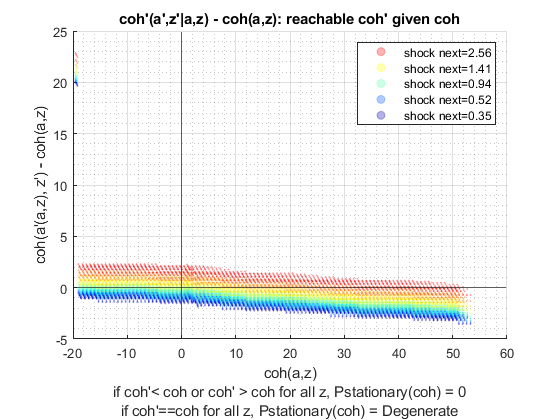 coh'(a',z'|a,z) - coh(a,z): reachable coh' given coh
25
20
15
10
5
0
-5
coh(a'(a,z), z') - coh(a,z)
shock next=2.56
shock next=1.41
shock next=0.94
shock next=0.52
shock next=0.35
-20 -10 0 10 20 30 40 50 60
coh(a,z)
if coh'< coh or coh' > coh for all z, Pstationary(coh) = 0
if coh'==coh for all z, Pstationary(coh) = Degenerate